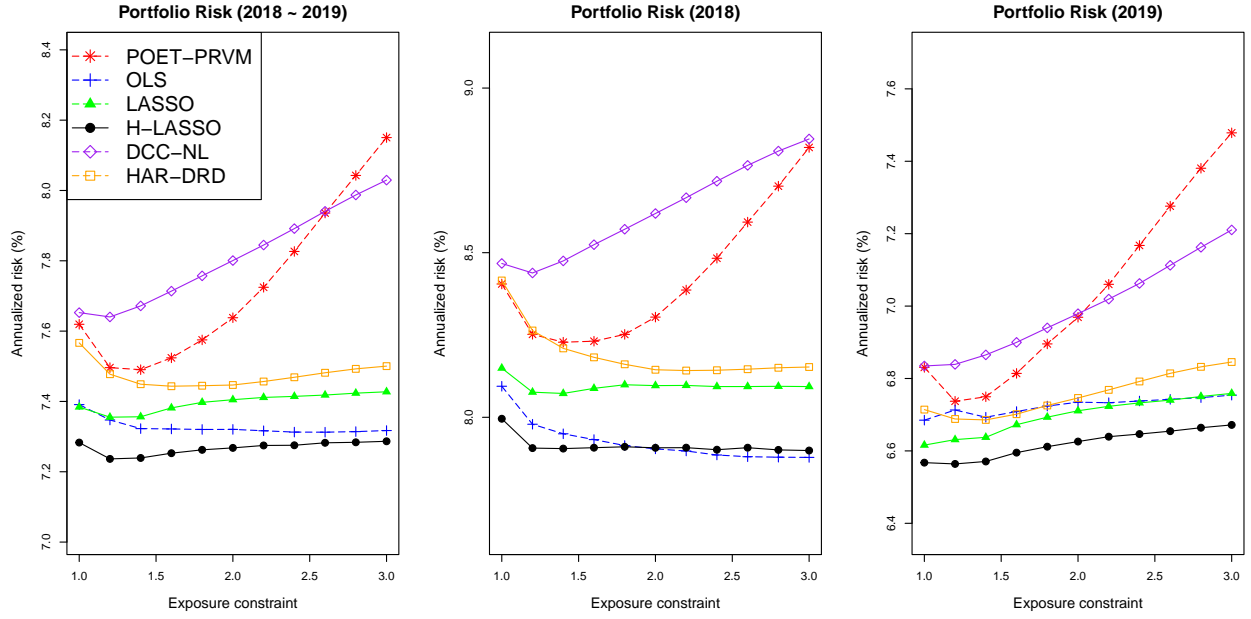 Portfolio Risk (2018 ~ 2019)
Annualized risk (%)
8.4
8.2
8.0
7.8
7.6
7.4
7.2
7.0
POET−PRVM
OLS
LASSO
H−LASSO
DCC−NL
HAR−DRD
1.0 1.5 2.0 2.5 3.0
Exposure constraint
Portfolio Risk (2018)
Annualized risk (%)
9.0
8.5
8.0
1.0 1.5 2.0 2.5 3.0
Exposure constraint
Portfolio Risk (2019)
Annualized risk (%)
7.6
7.4
7.2
7.0
6.8
6.6
6.4
1.0 1.5 2.0 2.5 3.0
Exposure constraint